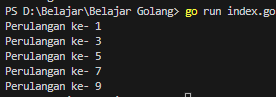 PS D:\Belajar\Belajar Golang> go run index.go
Perulangan ke- 1
Perulangan ke- 3
Perulangan ke- 5
Perulangan ke- 7
Perulangan ke- 9